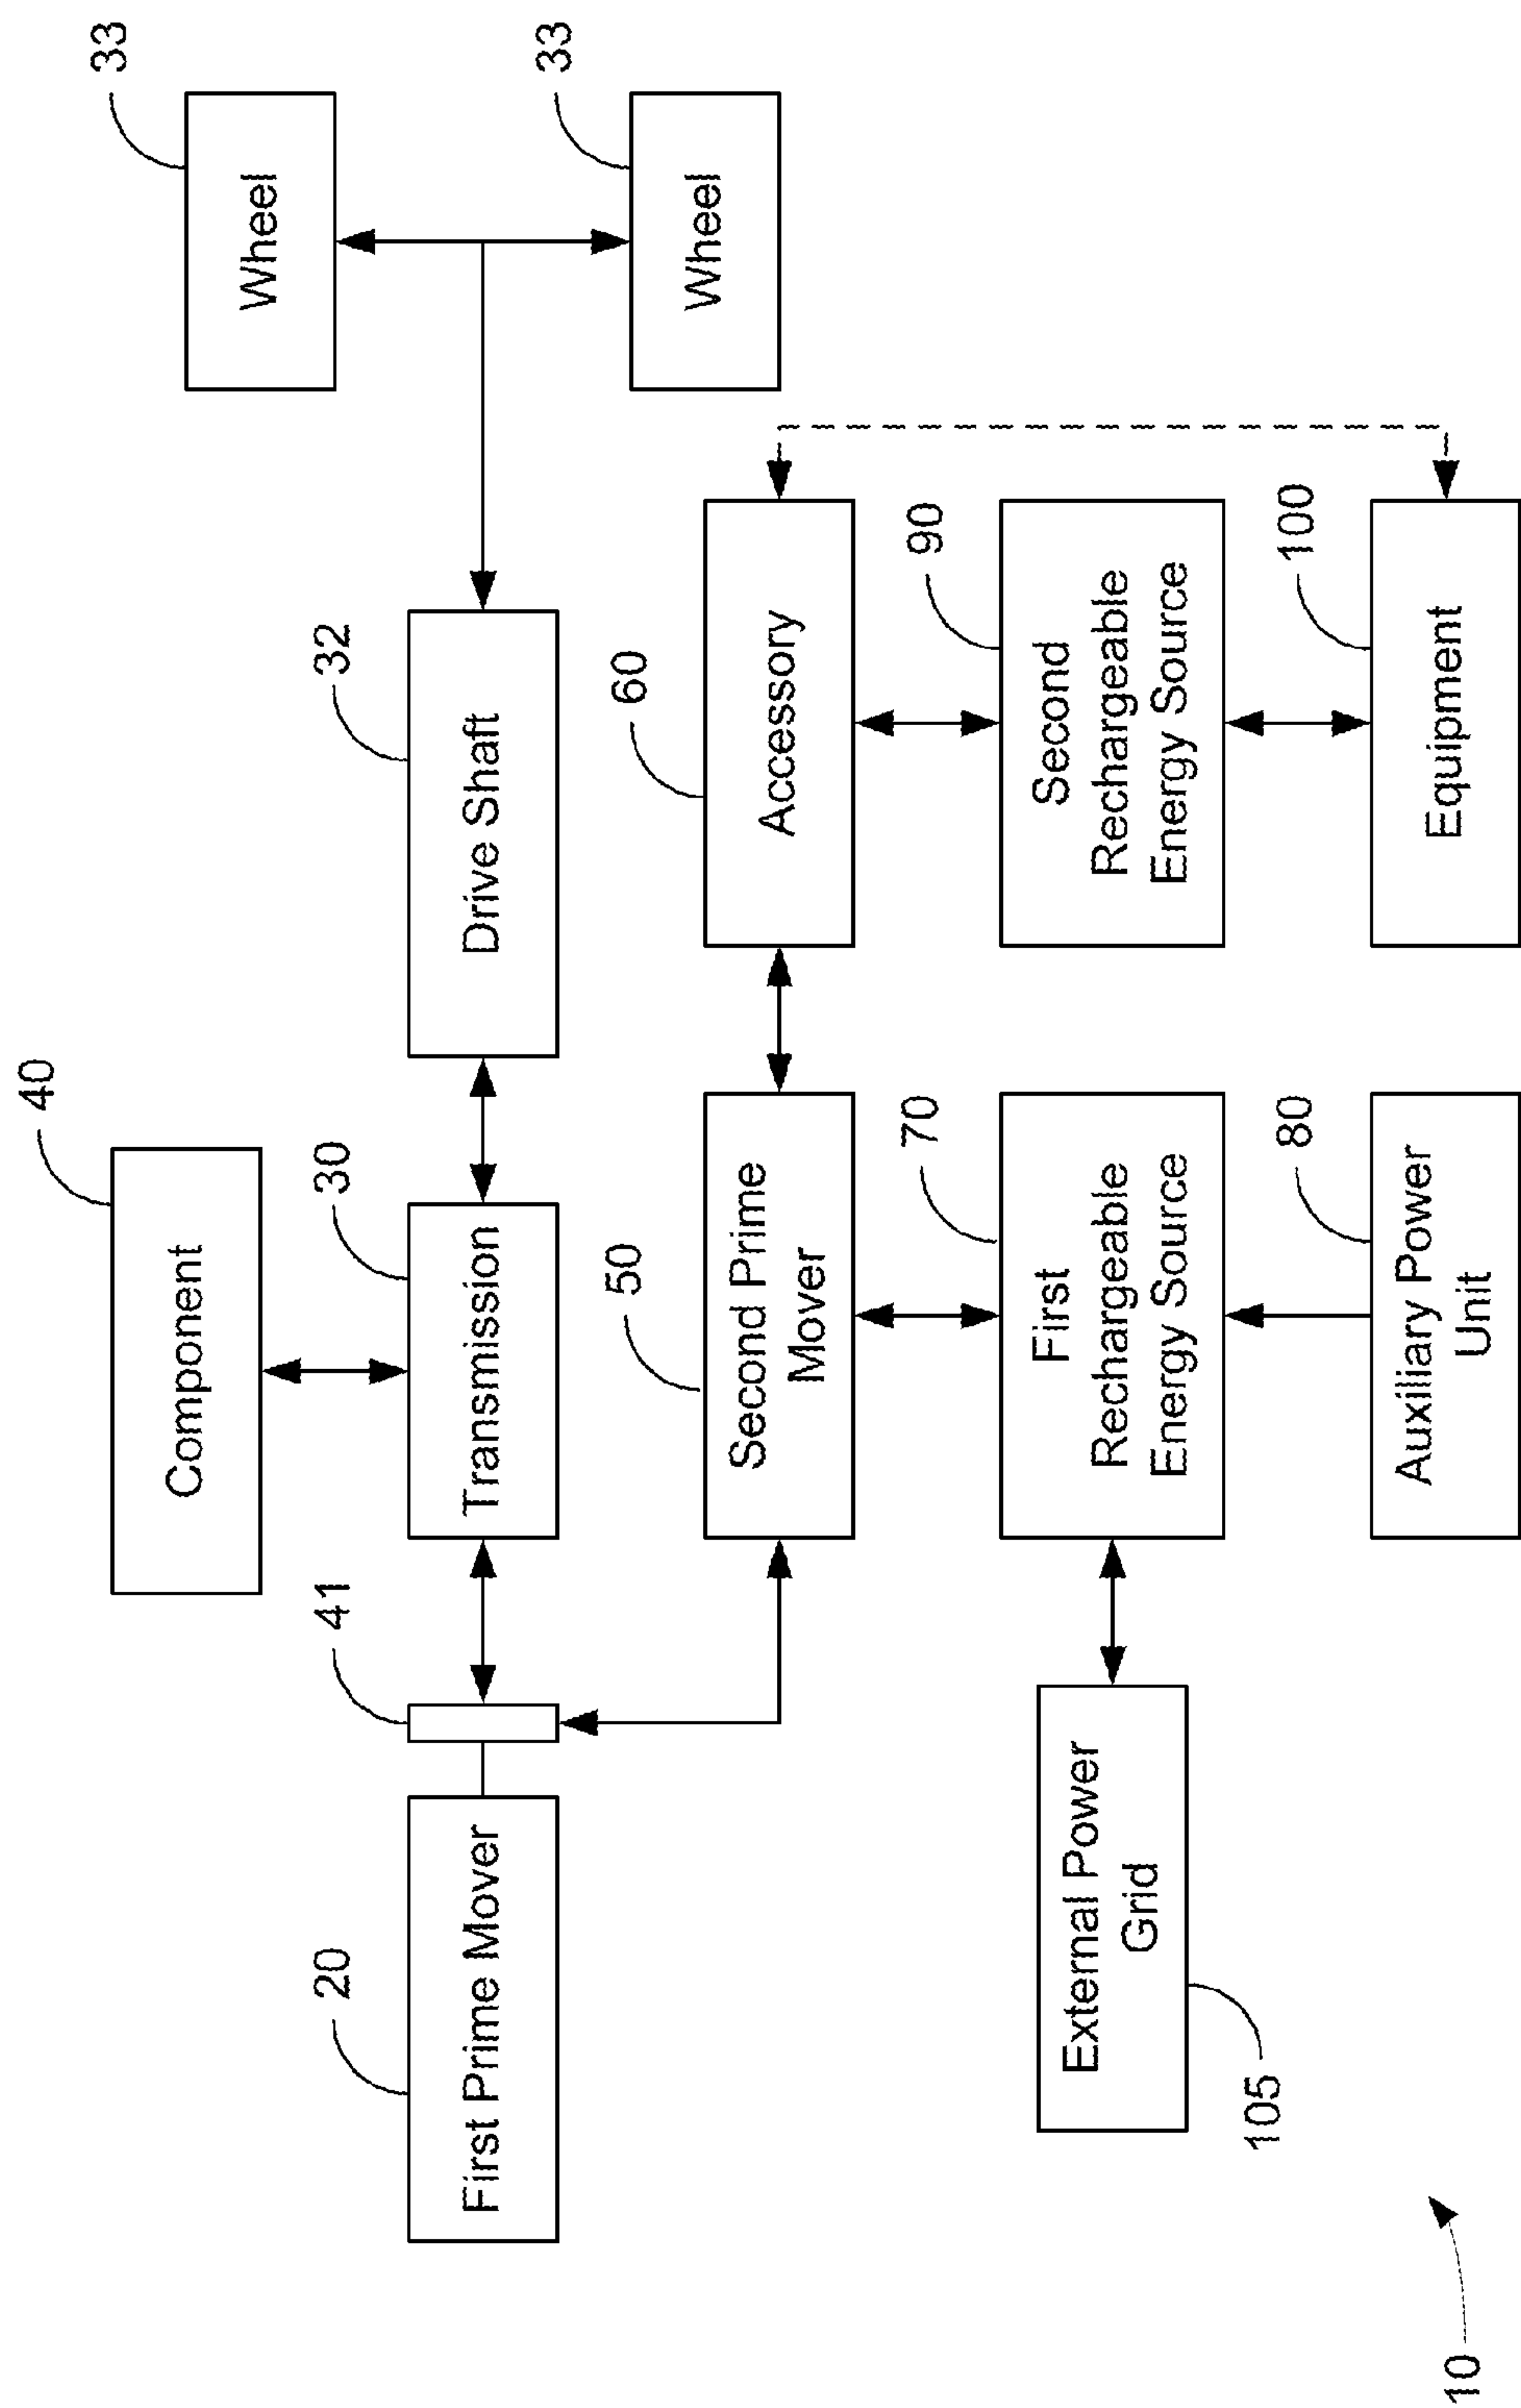 40
Component
33
Wheel
20
First Prime Mover
41
30
Transmission
32
Drive Shaft
33
Wheel
50
Second Prime
Mover
60
Accessory
External Power
Grid
105
70
First
Rechargeable
Energy Source
90
Second
Rechargeable
Energy Source
80
Auxiliary Power
Unit
100
Equipment
10